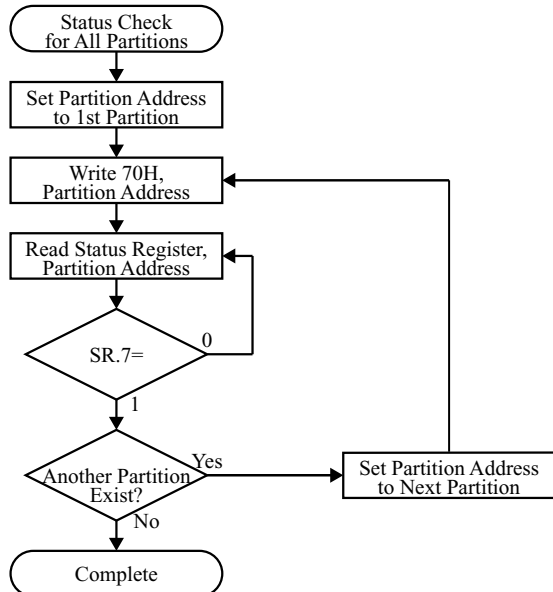 Status Check
for All Partitions
Set Partition Address
to 1st Partition
Write 70H,
Partition Address
Read Status Register,
Partition Address
SR.7=
0
1
Another Partition
Exist?
Yes
Set Partition Address
to Next Partition
No
Complete